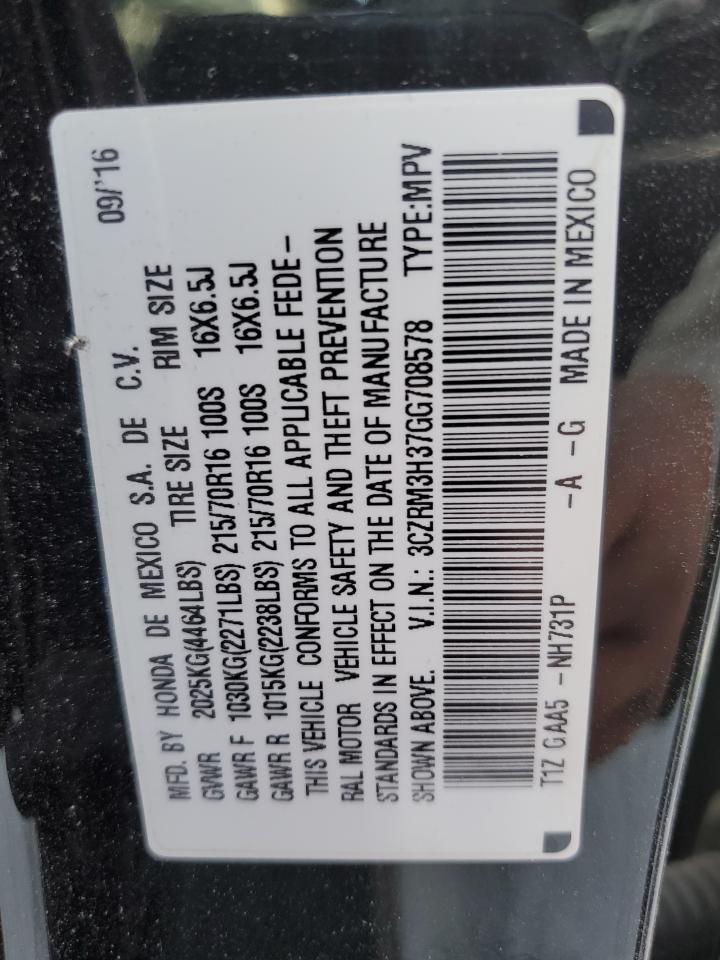 09/'16
MFD. BY HONDA DE MEXICO S.A. DE C.V.
GVWR 2025KG(4464LBS) TIRE SIZE RIM SIZE
GAWR F 1030KG(2271LBS) 215/70R16 100S 16X6.5J
GAWR R 1015KG(2238LBS) 215/70R16 100S 16X6.5J
THIS VEHICLE CONFORMS TO ALL APPLICABLE FEDE-
RAL MOTOR VEHICLE SAFETY AND THEFT PREVENTION
STANDARDS IN EFFECT ON THE DATE OF MANUFACTURE
SHOWN ABOVE. V.I.N.: 3CZRM3H37GG708578 TYPE:MPV
T1Z GAA5 -NH731P -A -G MADE IN MEXICO